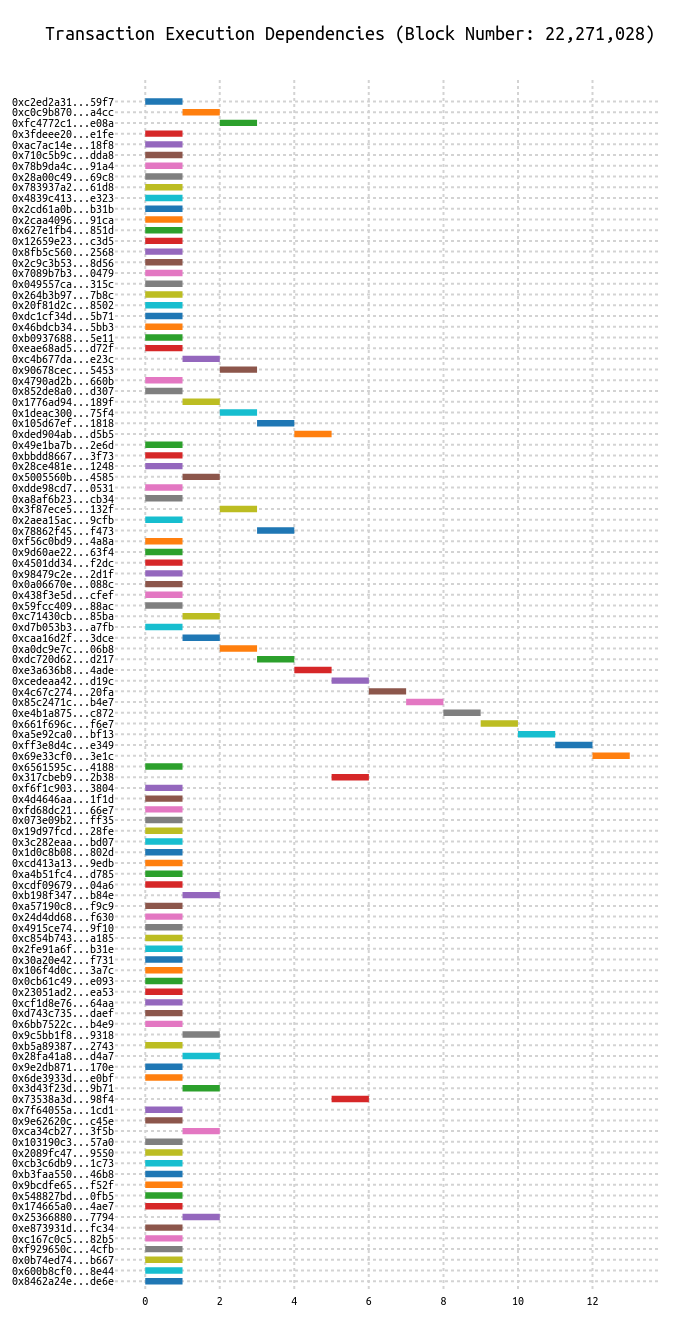 Transaction Execution Dependencies (Block Number: 22,271,028)
0xc2ed2a31...59f7
0xc0c9b870...a4cc
0xfc4772c1...e08a
0x3fdeee20...e1fe
0xac7ac14e...18f8
0x710c5b9c...dda8
0x78b9da4c...91a4
0x28a00c49...69c8
0x783937a2...61d8
0x4839c413...e323
0x2cd61a0b...b31b
0x2caa4096...91ca
0x627e1fb4...851d
0x12659e23...c3d5
0x8fb5c560...2568
0x2c9c3b53...8d56
0x7089b7b3...0479
0x049557ca...315c
0x264b3b97...7b8c
0x20f81d2c...8502
0xdc1cf34d...5b71
0x46bdcb34...5bb3
0xb0937688...5e11
0xeae68ad5...d72f
0xc4b677da...e23c
0x90678cec...5453
0x4790ad2b...660b
0x852de8a0...d307
0x1776ad94...189f
0x1deac300...75f4
0x105d67ef...1818
0xded904ab...d5b5
0x49e1ba7b...2e6d
0xbbdd8667...3f73
0x28ce481e...1248
0x5005560b...4585
0xdde98cd7...0531
0xa8af6b23...cb34
0x3f87ece5...132f
0x2aea15ac...9cfb
0x78862f45...f473
0xf56c0bd9...4a8a
0x9d60ae22...63f4
0x4501dd34...f2dc
0x98479c2e...2d1f
0x0a06670e...088c
0x438f3e5d...cfef
0x59fcc409...88ac
0xc71430cb...85ba
0xd7b053b3...a7fb
0xcaa16d2f...3dce
0xa0dc9e7c...06b8
0xdc720d62...d217
0xe3a636b8...4ade
0xcedeaa42...d19c
0x4c67c274...20fa
0x85c2471c...b4e7
0xe4b1a875...c872
0x661f696c...f6e7
0xa5e92ca0...bf13
0xff3e8d4c...e349
0x69e33cf0...3e1c
0x6561595c...4188
0x317cbeb9...2b38
0xf6f1c903...3804
0x4d4646aa...1f1d
0xfd68dc21...66e7
0x073e09b2...ff35
0x19d97fcd...28fe
0x3c282eaa...bd07
0x1d0c8b08...802d
0xcd413a13...9edb
0xa4b51fc4...d785
0xcdf09679...04a6
0xb198f347...b84e
0xa57190c8...f9c9
0x24d4dd68...f630
0x4915ce74...9f10
0xc854b743...a185
0x2fe91a6f...b31e
0x30a20e42...f731
0x106f4d0c...3a7c
0x0cb61c49...e093
0x23051ad2...ea53
0xcf1d8e76...64aa
0xd743c735...daef
0x6bb7522c...b4e9
0x9c5bb1f8...9318
0xb5a89387...2743
0x28fa41a8...d4a7
0x9e2db871...170e
0x6de3933d...e0bf
0x3d43f23d...9b71
0x73538a3d...98f4
0x7f64055a...1cd1
0x9e62620c...c45e
0xca34cb27...3f5b
0x103190c3...57a0
0x2089fc47...9550
0xcb3c6db9...1c73
0xb3faa550...46b8
0x9bcdfe65...f52f
0x548827bd...0fb5
0x174665a0...4ae7
0x25366880...7794
0xe873931d...fc34
0xc167c0c5...82b5
0xf929650c...4cfb
0x0b74ed74...b667
0x600b8cf0...8e44
0x8462a24e...de6e
0 2 4 6 8 10 12